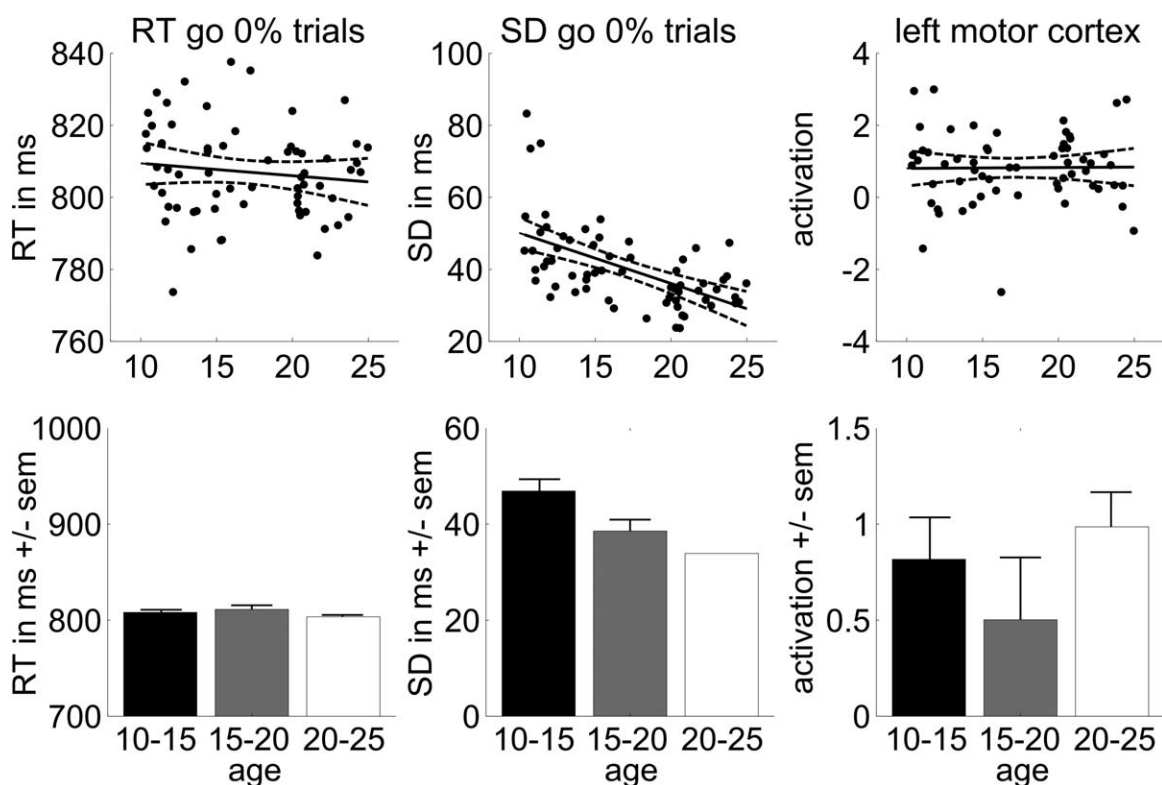 RT go 0% trials
SD go 0% trials
left motor cortex
RT in ms
840
820
800
780
760
10 15 20 25
SD in ms
100
80
60
40
20
10 15 20 25
activation
4
2
0
-2
-4
10 15 20 25
RT in ms +/- sem
1000
900
800
700
10-15 15-20 20-25
age
SD in ms +/- sem
60
40
20
0
10-15 15-20 20-25
age
activation +/- sem
1.5
1
0.5
0
10-15 15-20 20-25
age